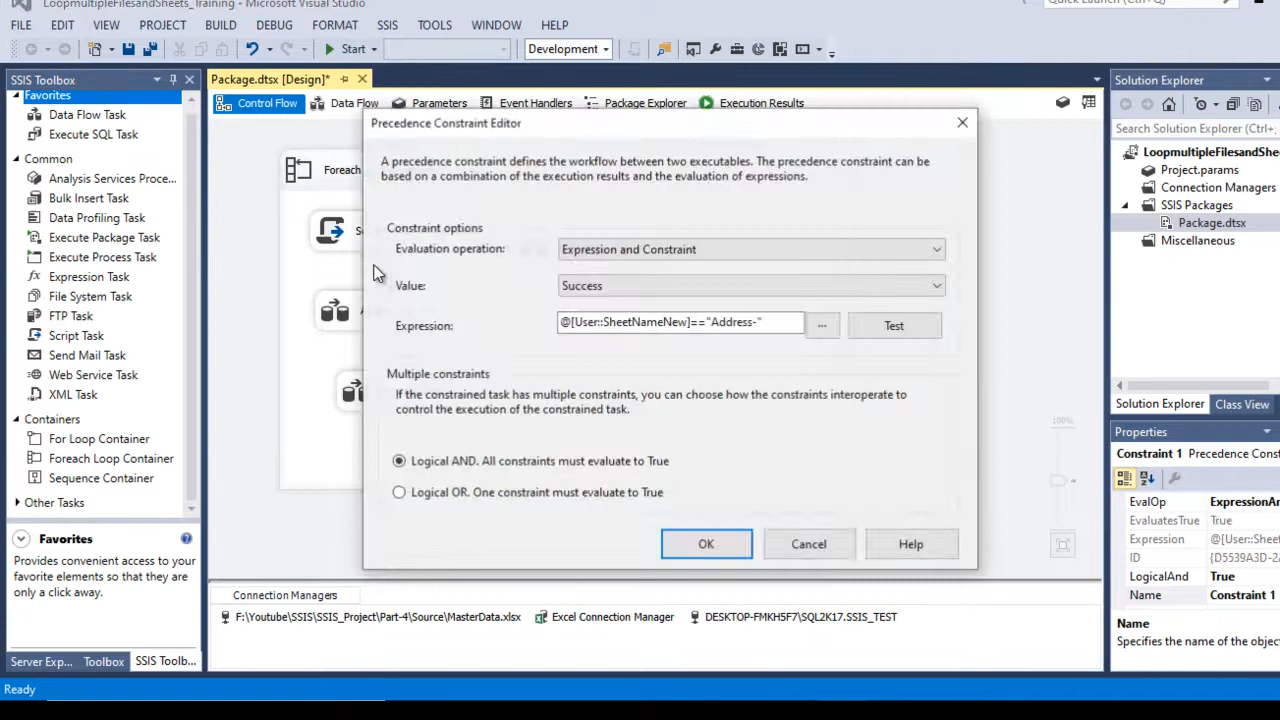 LoopmultipleFilesandSheets_Training - Microsoft Visual Studio
Quick Launch (Ctrl+Q)
FILE EDIT VIEW PROJECT BUILD DEBUG FORMAT SSIS TOOLS WINDOW HELP
Start Development
SSIS Toolbox
Package.dtsx [Design]*
Solution Explorer
Favorites
Control Flow Data Flow Parameters Event Handlers Package Explorer Execution Results
Data Flow Task
Execute SQL Task
Common
Analysis Services Proce...
Bulk Insert Task
Data Profiling Task
Execute Package Task
Execute Process Task
Expression Task
File System Task
FTP Task
Script Task
Send Mail Task
Web Service Task
XML Task
Containers
For Loop Container
Foreach Loop Container
Sequence Container
Other Tasks
Favorites
Provides convenient access to your
favorite elements so that they are
only a click away.
Server Exp... Toolbox SSIS Toolb...
Foreach
Precedence Constraint Editor
A precedence constraint defines the workflow between two executables. The precedence constraint can be
based on a combination of the execution results and the evaluation of expressions.
Constraint options
Evaluation operation: Expression and Constraint
Value: Success
Expression: @[User::SheetNameNew]=="Address-" ... Test
Multiple constraints
If the constrained task has multiple constraints, you can choose how the constraints interoperate to
control the execution of the constrained task.
Logical AND. All constraints must evaluate to True
Logical OR. One constraint must evaluate to True
OK Cancel Help
100%
Connection Managers
F:\Youtube\SSIS\SSIS_Project\Part-4\Source\MasterData.xlsx Excel Connection Manager DESKTOP-FMKH5F7\SQL2K17.SSIS_TEST
Search Solution Explorer (Ctrl+;
LoopmultipleFilesandShee
Project.params
Connection Managers
SSIS Packages
Package.dtsx
Miscellaneous
Solution Explorer Class View
Properties
Constraint 1 Precedence Cons
EvalOp ExpressionAn
EvaluatesTrue True
Expression @[User::Sheet
ID {D5539A3D-2A
LogicalAnd True
Name Constraint 1
Name
Specifies the name of the object
Ready